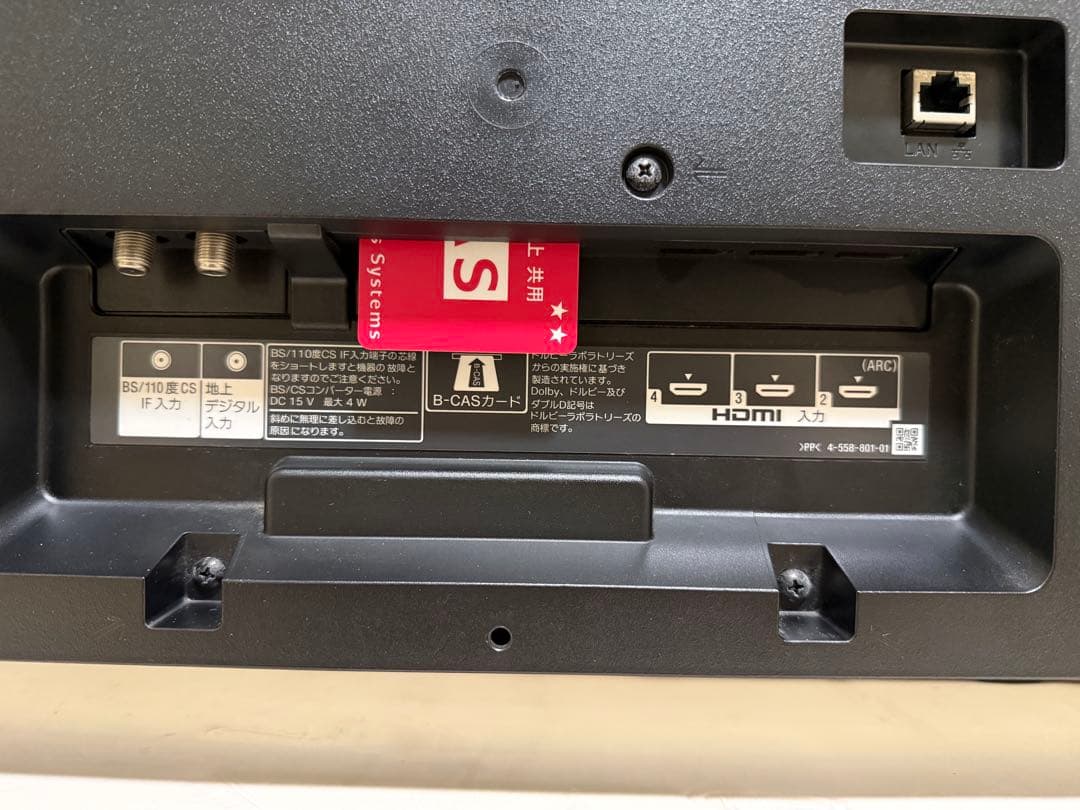 LAN
AS
s Systems
上 共用
★★
BS/110度CS
IF入力
地上
デジタル
入力
BS/110度CS IF入力端子の芯線
をショートしますと機器の故障と
なりますのでご注意ください。
BS/CSコンバーター電源 :
DC 15 V 最大 4 W
斜めに無理に差し込むと故障の
原因になります。
B-CAS
B-CASカード
ドルビーラボラトリーズ
からの実施権に基づき
製造されています。
Dolby、ドルビー及び
ダブルD記号は
ドルビーラボラトリーズの
商標です。
(ARC)
4 3 2
HDMI 入力
>PP< 4-558-801-01